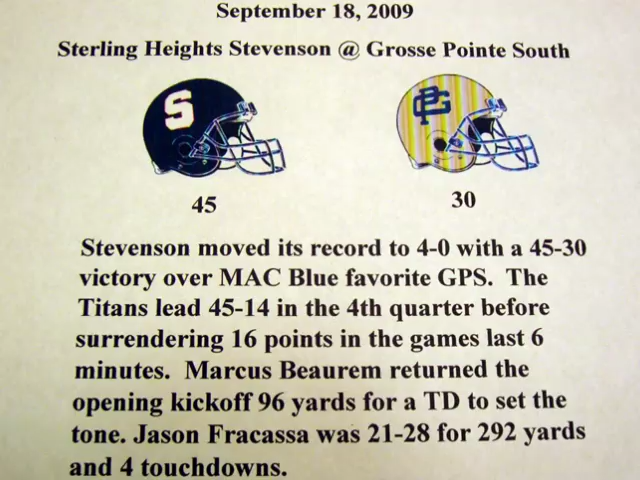 September 18, 2009
Sterling Heights Stevenson @ Grosse Pointe South
S GP
45 30
Stevenson moved its record to 4-0 with a 45-30
victory over MAC Blue favorite GPS. The
Titans lead 45-14 in the 4th quarter before
surrendering 16 points in the games last 6
minutes. Marcus Beaurem returned the
opening kickoff 96 yards for a TD to set the
tone. Jason Fracassa was 21-28 for 292 yards
and 4 touchdowns.